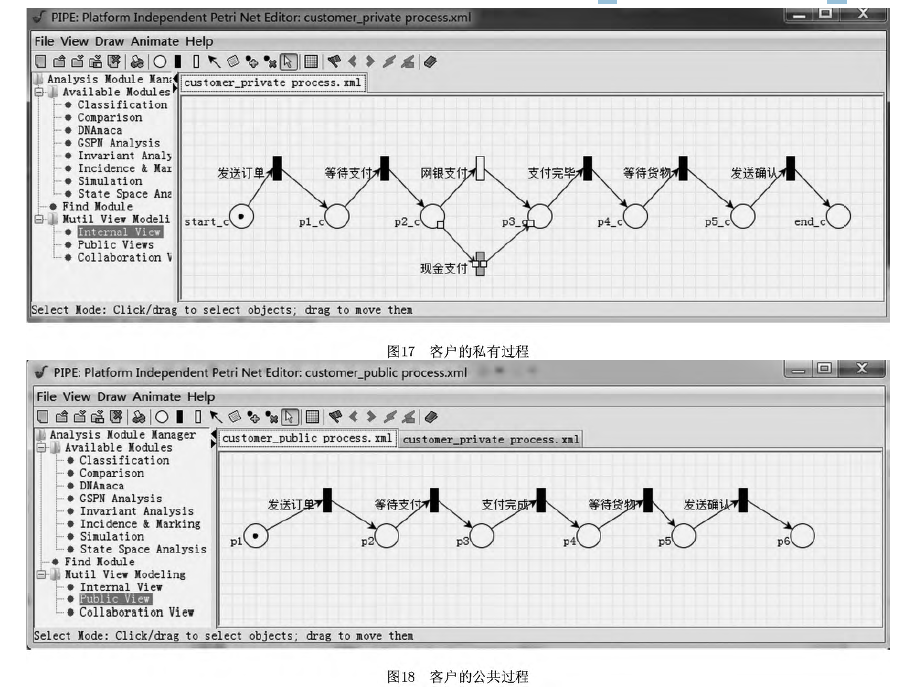 PIPE: Platform Independent Petri Net Editor: customer_private process.xml
File View Draw Animate Help
Analysis Module Mana
customer_private process.xml
Available Modules
Classification
Comparison
DNAmaca
GSPN Analysis
Invariant Analy
Incidence & Mar
Simulation
State Space Ana
Find Module
Mutil View Modeli
Internal View
Public Views
Collaboration V
发送订单 等待支付 网银支付 支付完毕 等待货物 发送确认
start_c p1_c p2_c p3_c p4_c p5_c end_c
现金支付
Select Mode: Click/drag to select objects; drag to move them
图17 客户的私有过程
PIPE: Platform Independent Petri Net Editor: customer_public process.xml
File View Draw Animate Help
Analysis Module Manager
customer_public process.xml customer_private process.xml
Available Modules
Classification
Comparison
DNAmaca
GSPN Analysis
Invariant Analysis
Incidence & Marking
Simulation
State Space Analysis
Find Module
Mutil View Modeling
Internal View
Public View
Collaboration View
发送订单 等待支付 支付完成 等待货物 发送确认
p1 p2 p3 p4 p5 p6
Select Mode: Click/drag to select objects; drag to move them
图18 客户的公共过程